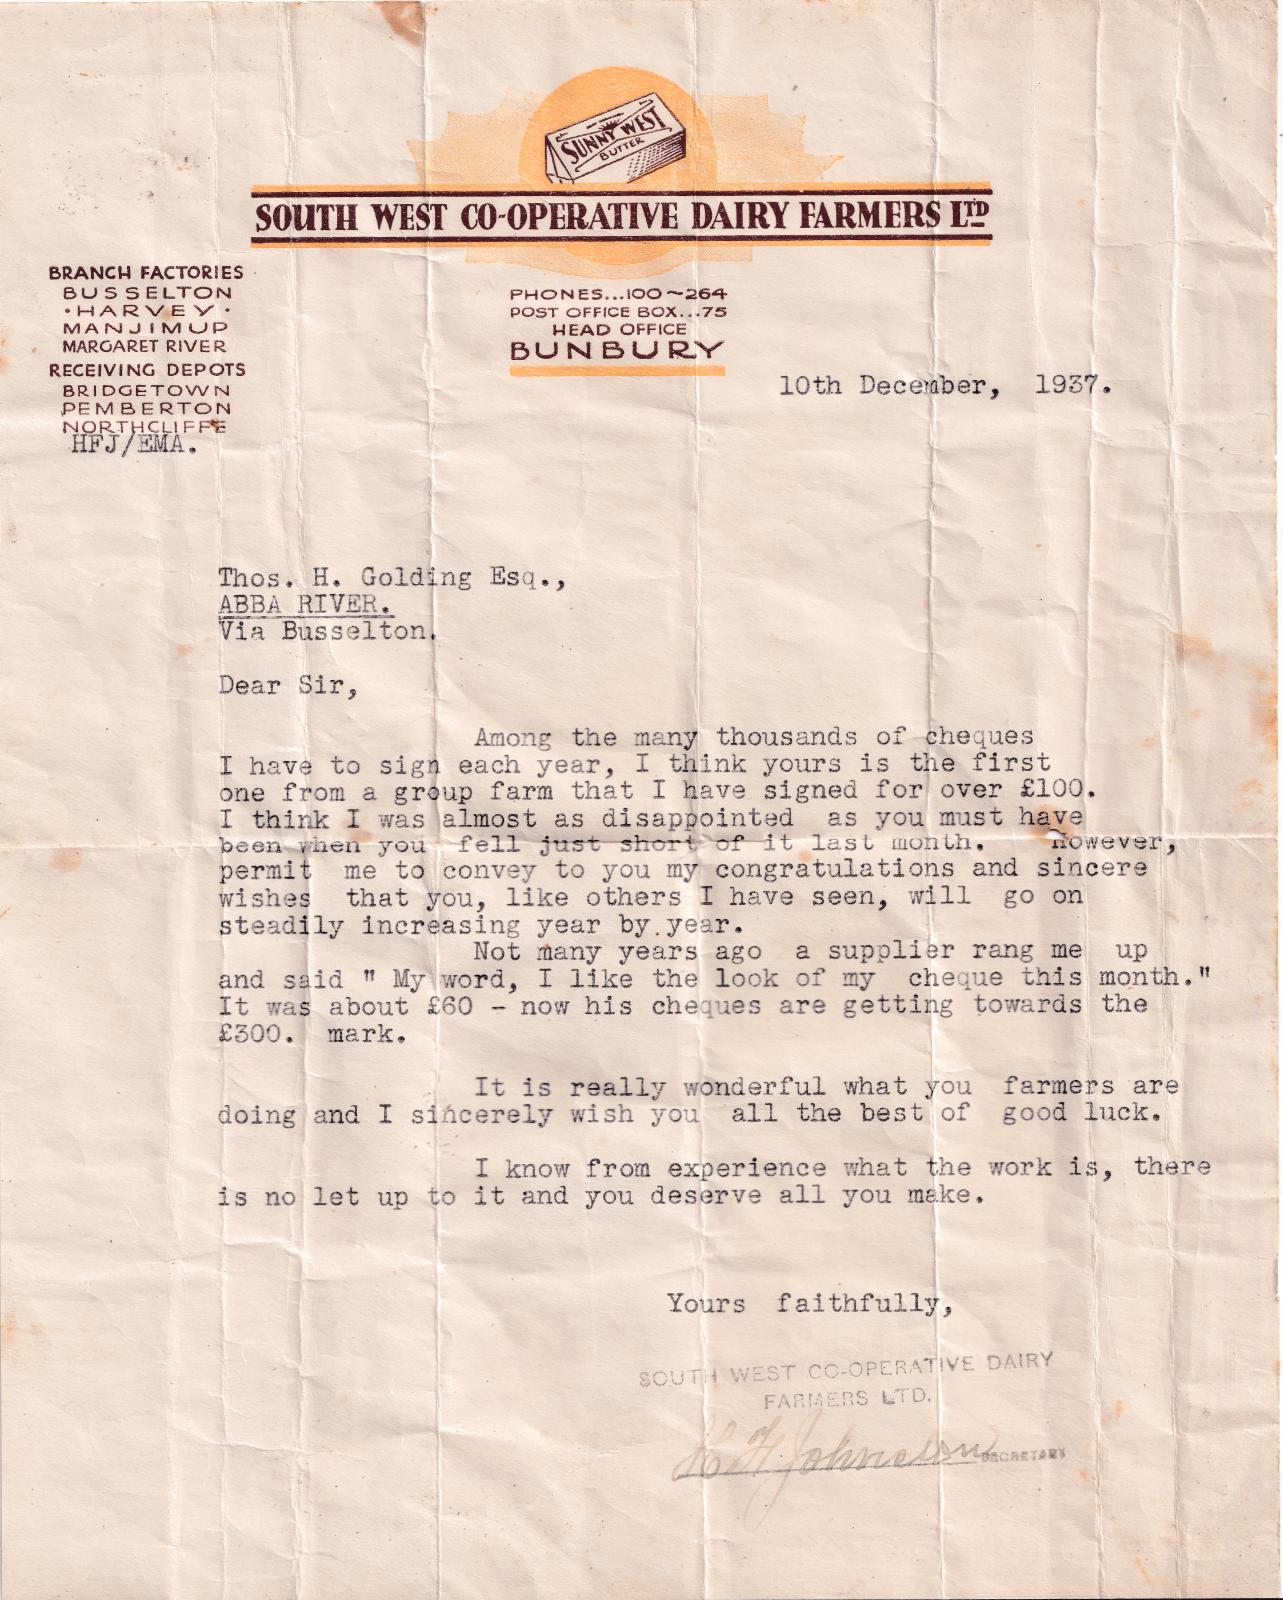 SUNNY WEST
BUTTER
SOUTH WEST CO-OPERATIVE DAIRY FARMERS LTD
BRANCH FACTORIES
BUSSELTON
·HARVEY·
MANJIMUP
MARGARET RIVER
RECEIVING DEPOTS
BRIDGETOWN
PEMBERTON
NORTHCLIFFE
PHONES...100~264
POST OFFICE BOX...75
HEAD OFFICE
BUNBURY
10th December, 1937.
HFJ/EMA.
Thos. H. Golding Esq.,
ABBA RIVER.
Via Busselton.
Dear Sir,
Among the many thousands of cheques
I have to sign each year, I think yours is the first
one from a group farm that I have signed for over £100.
I think I was almost as disappointed as you must have
been when you fell just short of it last month. However,
permit me to convey to you my congratulations and sincere
wishes that you, like others I have seen, will go on
steadily increasing year by year.
Not many years ago a supplier rang me up
and said " My word, I like the look of my cheque this month."
It was about £60 - now his cheques are getting towards the
£300. mark.
It is really wonderful what you farmers are
doing and I sincerely wish you all the best of good luck.
I know from experience what the work is, there
is no let up to it and you deserve all you make.
Yours faithfully,
SOUTH WEST CO-OPERATIVE DAIRY
FARMERS LTD.
H F Johnston SECRETARY